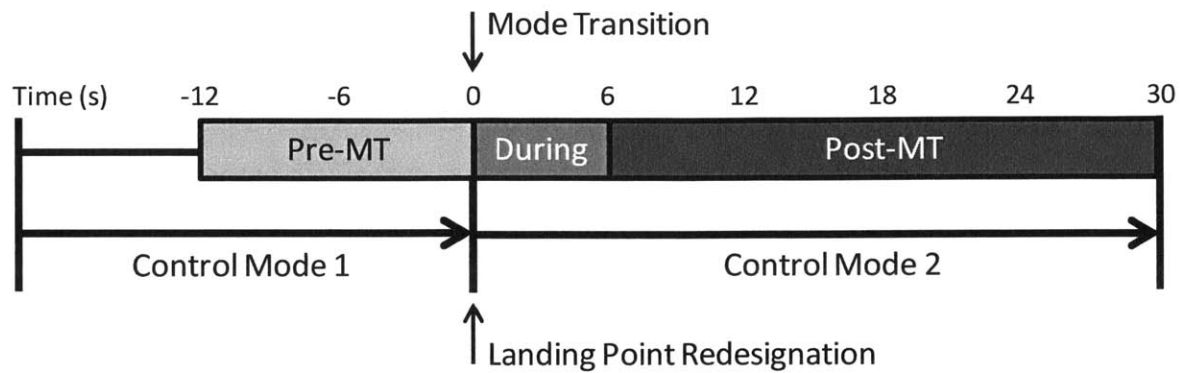 Mode Transition
Time (s) -12 -6 0 6 12 18 24 30
Pre-MT During Post-MT
Control Mode 1 Control Mode 2
Landing Point Redesignation